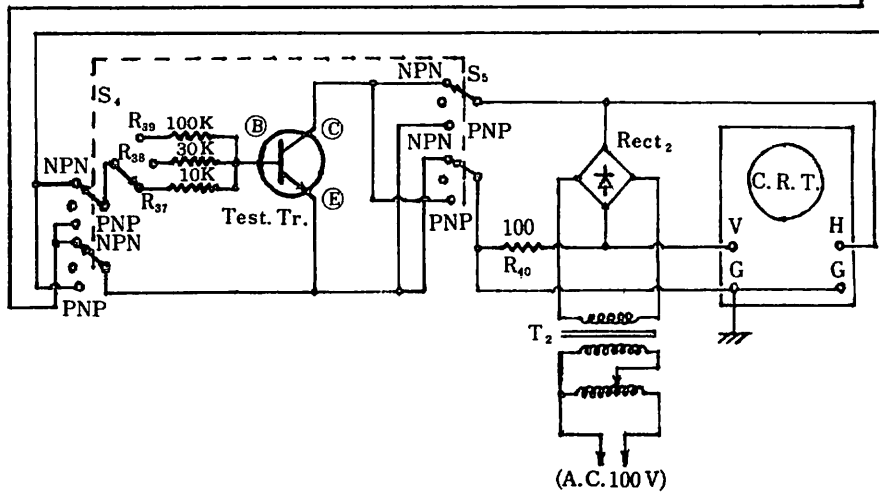 NPN S₅
S₄
R₃₉ 100K Ⓑ Ⓒ
NPN
PNP
Rect₂
R₃₈ 30K
C.R.T.
NPN
10K
R₃₇
Ⓔ
PNP
Test. Tr.
PNP
NPN
100
V H
R₄₀
G G
PNP
T₂
(A.C. 100 V)